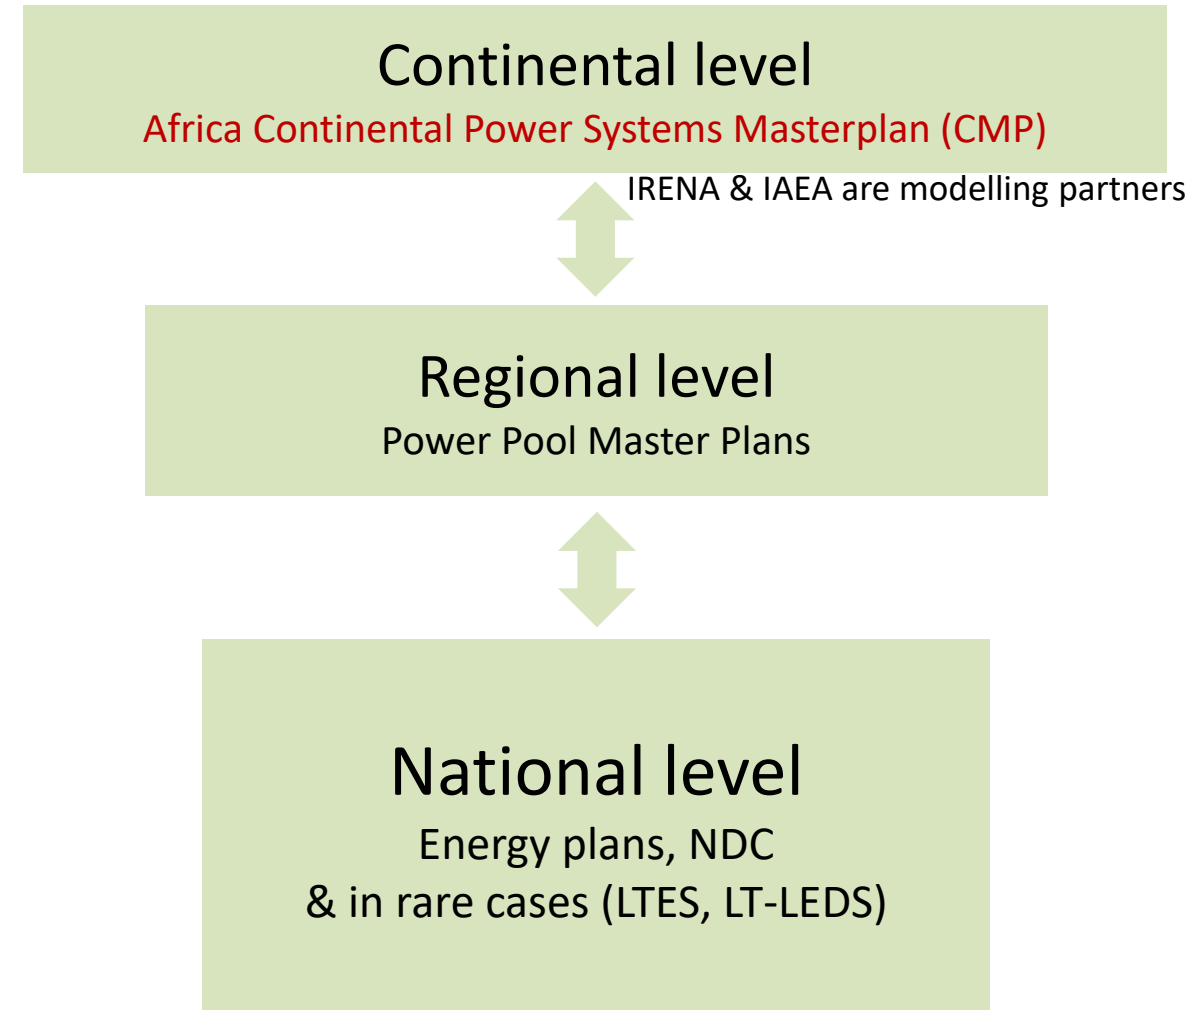 Continental level
Africa Continental Power Systems Masterplan (CMP)
IRENA & IAEA are modelling partners
Regional level
Power Pool Master Plans
National level
Energy plans, NDC
& in rare cases (LTES, LT-LEDS)